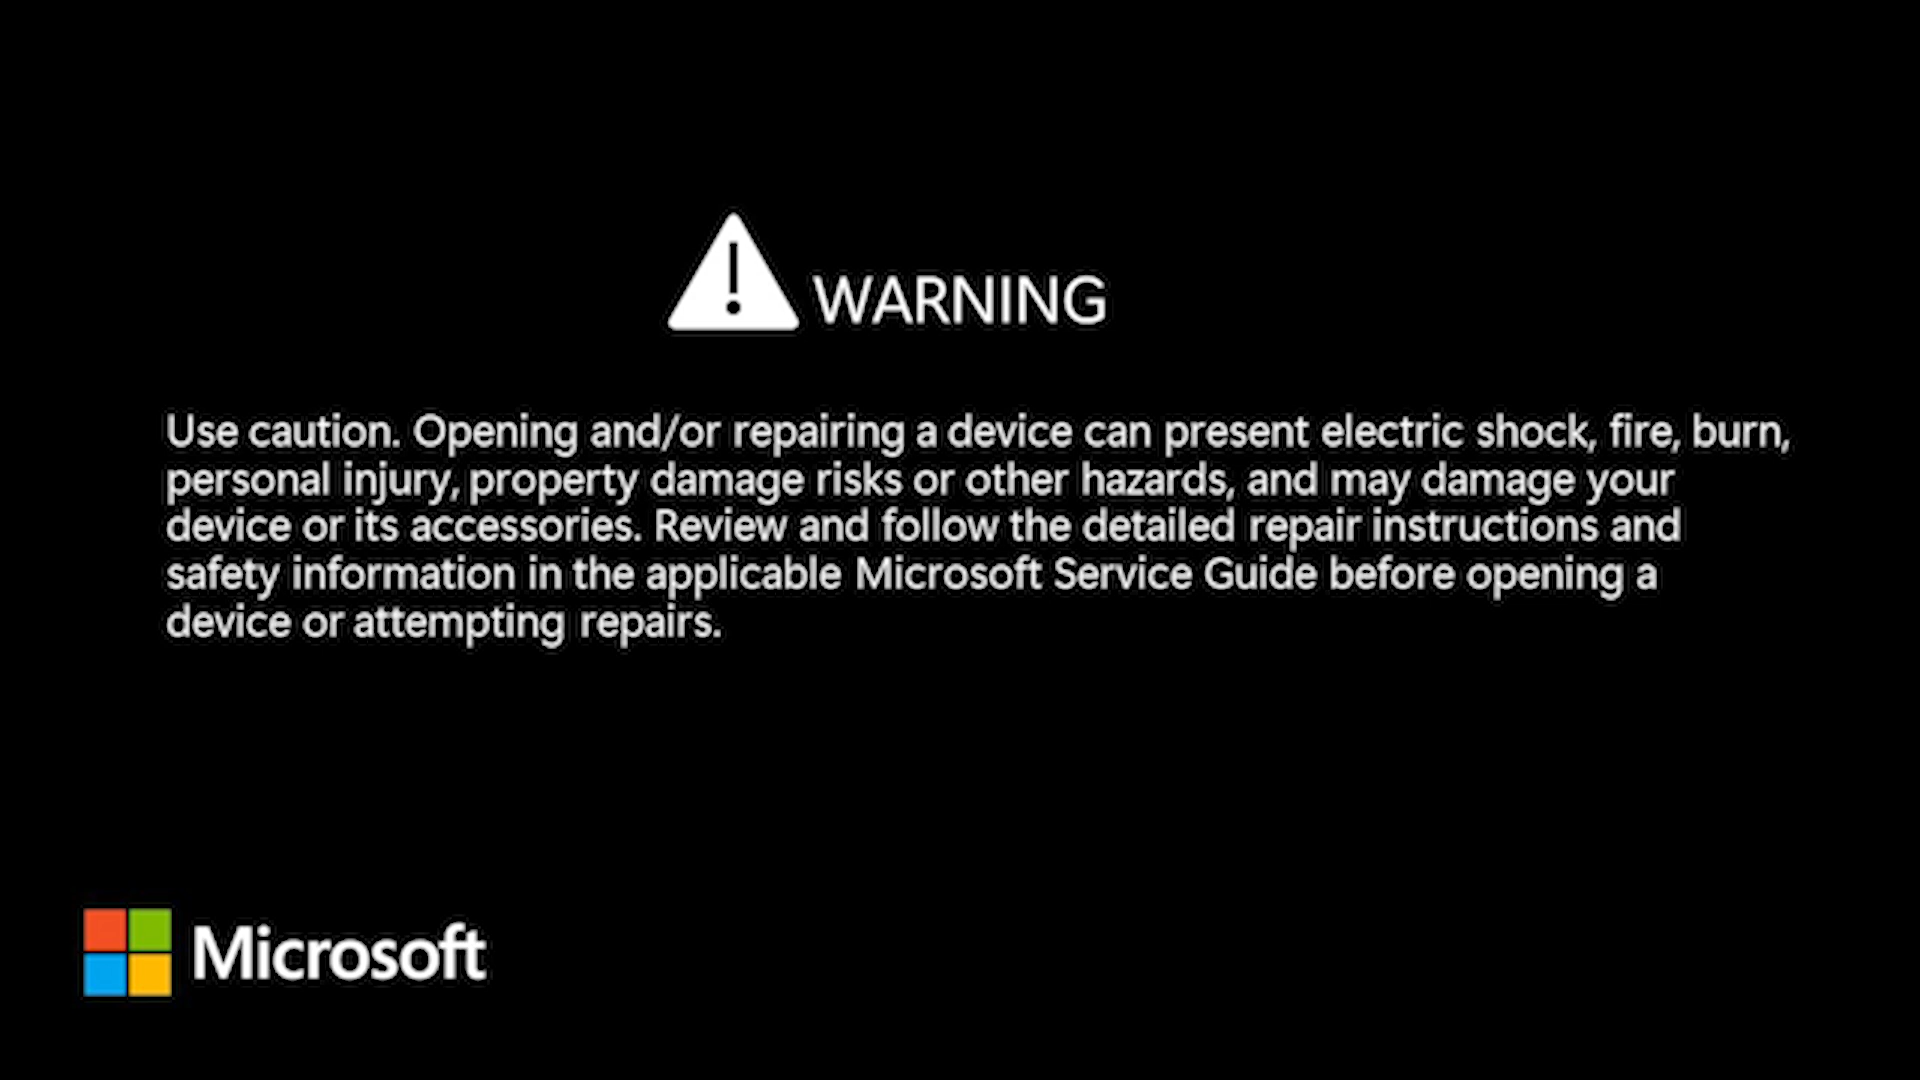 WARNING
Use caution. Opening and/or repairing a device can present electric shock, fire, burn,
personal injury, property damage risks or other hazards, and may damage your
device or its accessories. Review and follow the detailed repair instructions and
safety information in the applicable Microsoft Service Guide before opening a
device or attempting repairs.
Microsoft